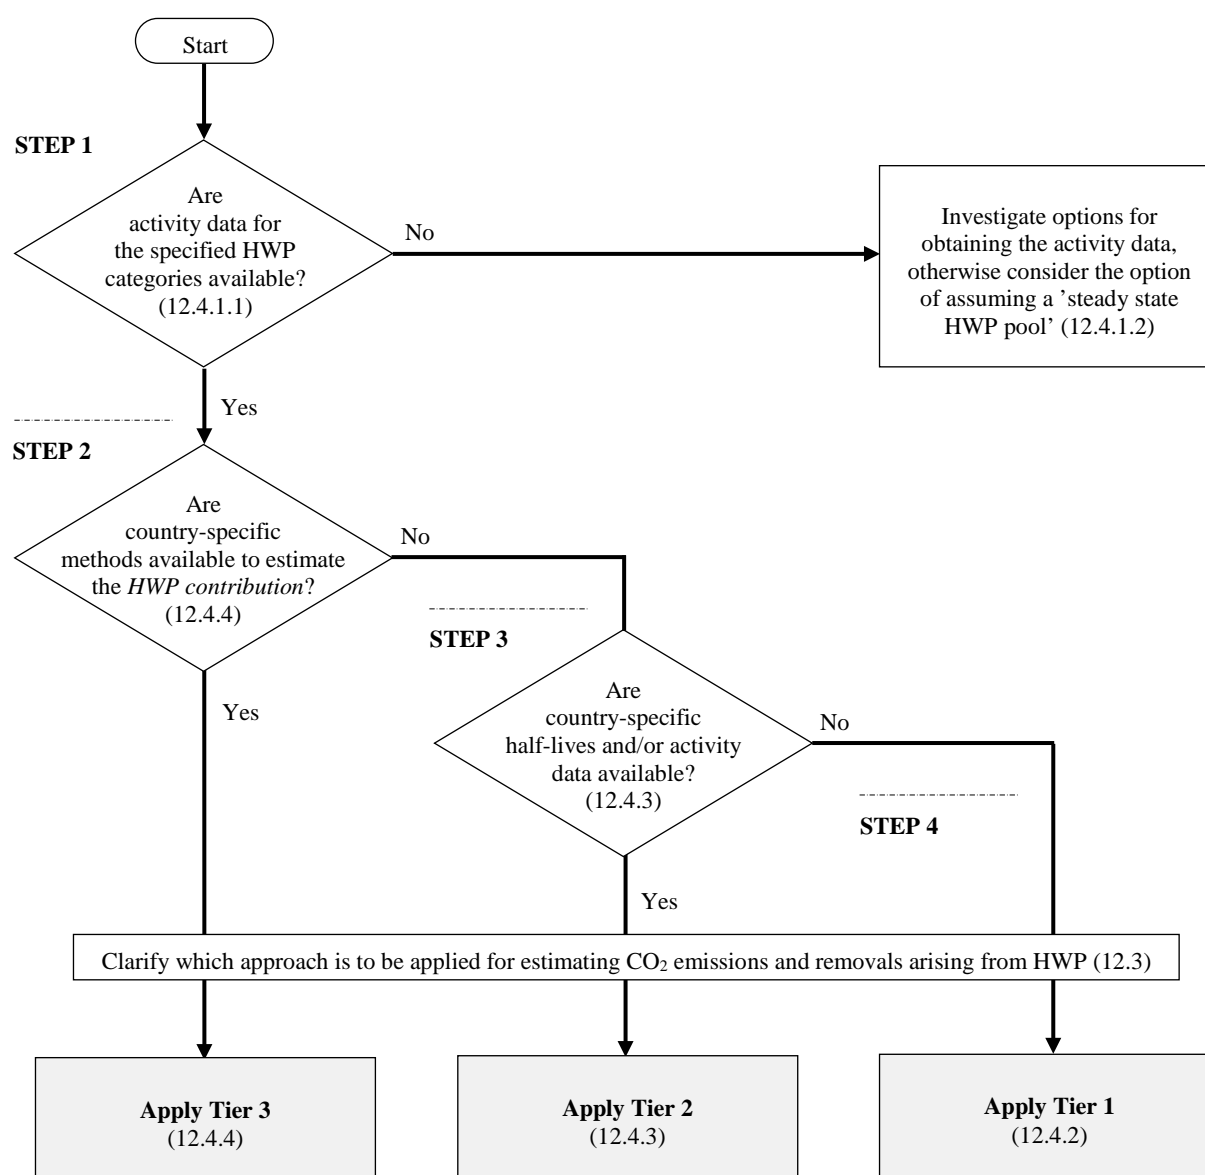 Start
STEP 1
Are
activity data for
the specified HWP
categories available?
(12.4.1.1)
No
Investigate options for
obtaining the activity data,
otherwise consider the option
of assuming a ’steady state
HWP pool’ (12.4.1.2)
Yes
STEP 2
Are
country-specific
methods available to estimate
the HWP contribution?
(12.4.4)
No
STEP 3
Yes
Are
country-specific
half-lives and/or activity
data available?
(12.4.3)
No
STEP 4
Yes
Clarify which approach is to be applied for estimating CO₂ emissions and removals arising from HWP (12.3)
Apply Tier 3
(12.4.4)
Apply Tier 2
(12.4.3)
Apply Tier 1
(12.4.2)